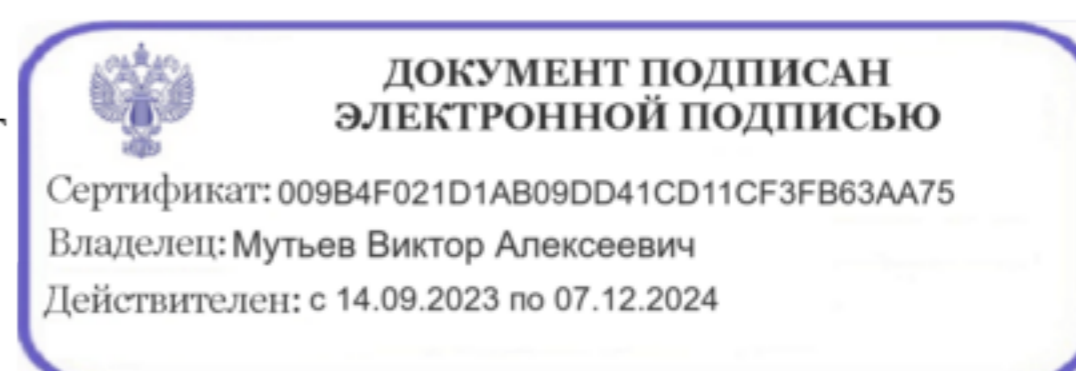 ДОКУМЕНТ ПОДПИСАН
ЭЛЕКТРОННОЙ ПОДПИСЬЮ
Сертификат: 009B4F021D1AB09DD41CD11CF3FB63AA75
Владелец: Мутьев Виктор Алексеевич
Действителен: с 14.09.2023 по 07.12.2024